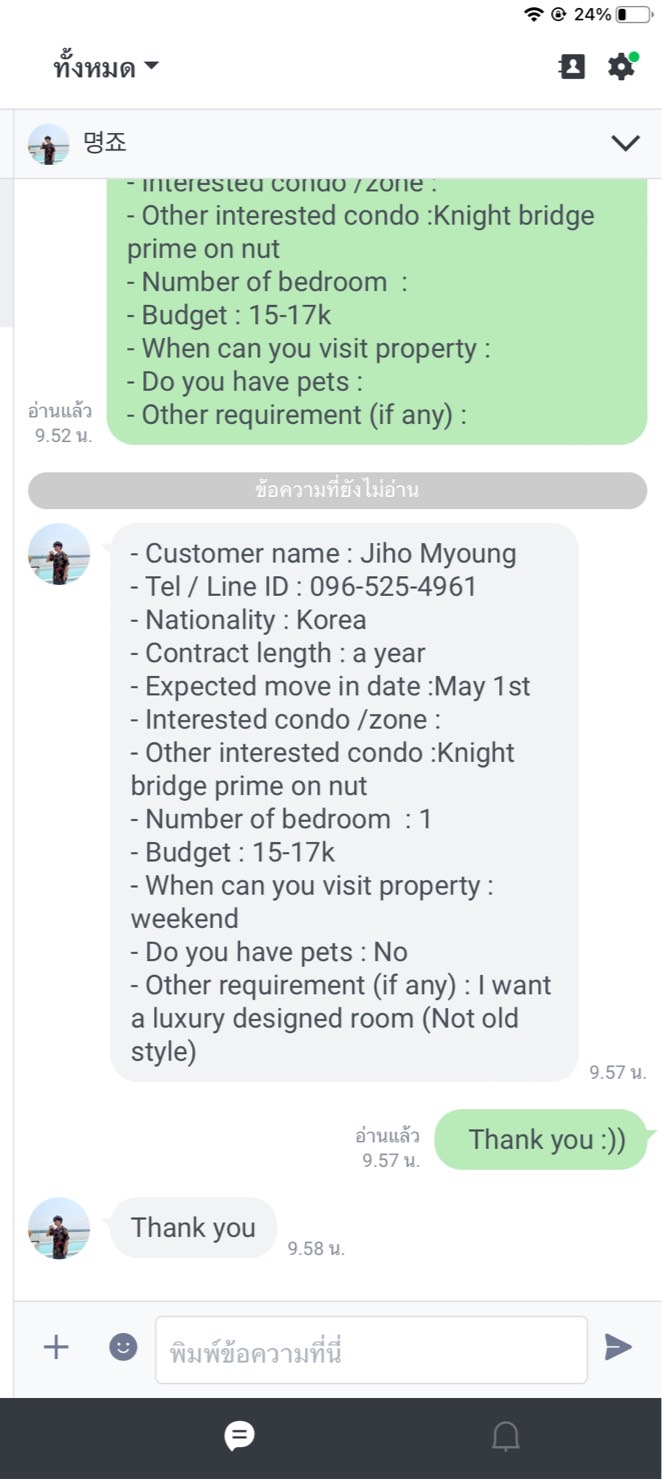 24%
ทั้งหมด
명죠
- Interested condo /zone :
- Other interested condo :Knight bridge
prime on nut
- Number of bedroom  :
- Budget : 15-17k
- When can you visit property :
- Do you have pets :
- Other requirement (if any) :
อ่านแล้ว
9.52 น.
ข้อความที่ยังไม่อ่าน
- Customer name : Jiho Myoung
- Tel / Line ID : 096-525-4961
- Nationality : Korea
- Contract length : a year
- Expected move in date :May 1st
- Interested condo /zone :
- Other interested condo :Knight
bridge prime on nut
- Number of bedroom  : 1
- Budget : 15-17k
- When can you visit property :
weekend
- Do you have pets : No
- Other requirement (if any) : I want
a luxury designed room (Not old
style)
9.57 น.
Thank you :))
อ่านแล้ว
9.57 น.
Thank you
9.58 น.
พิมพ์ข้อความที่นี่